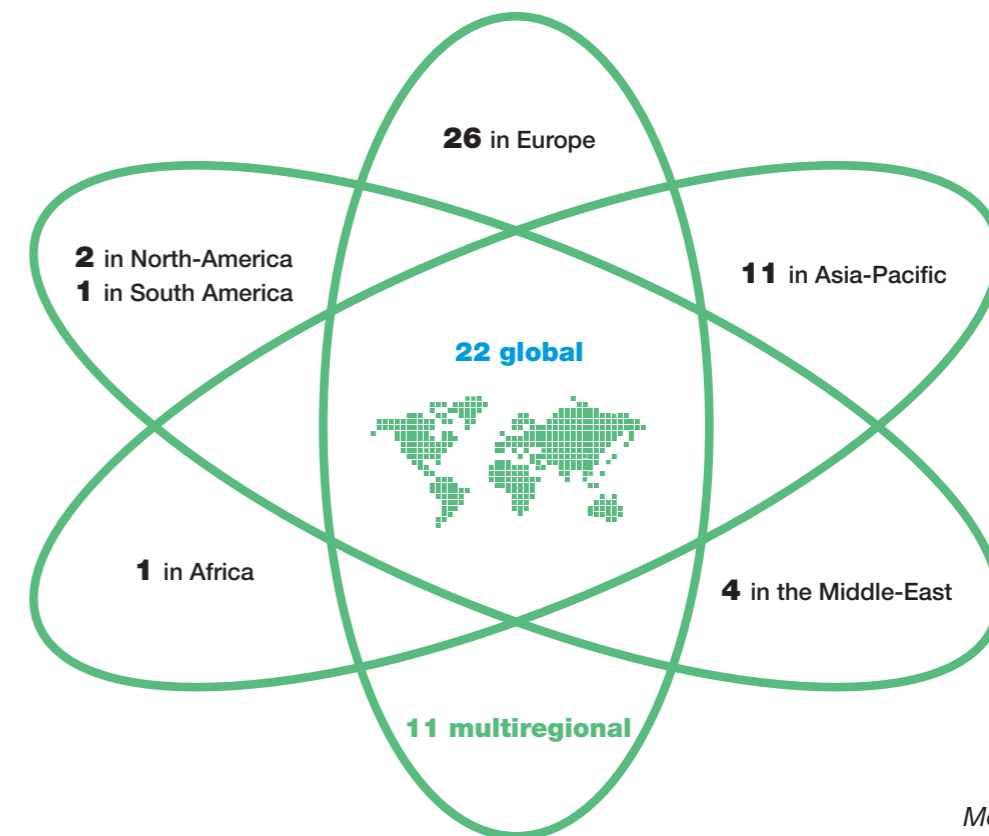 26 in Europe
2 in North-America
1 in South America
11 in Asia-Pacific
22 global
1 in Africa
4 in the Middle-East
11 multiregional